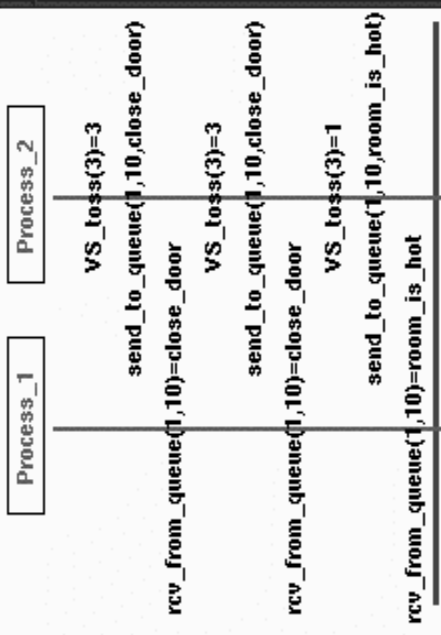 Process_1 Process_2
VS_toss(3)=3
send_to_queue(1,10,close_door)
rcv_from_queue(1,10)=close_door
VS_toss(3)=3
send_to_queue(1,10,close_door)
rcv_from_queue(1,10)=close_door
VS_toss(3)=1
send_to_queue(1,10,room_is_hot)
rcv_from_queue(1,10)=room_is_hot